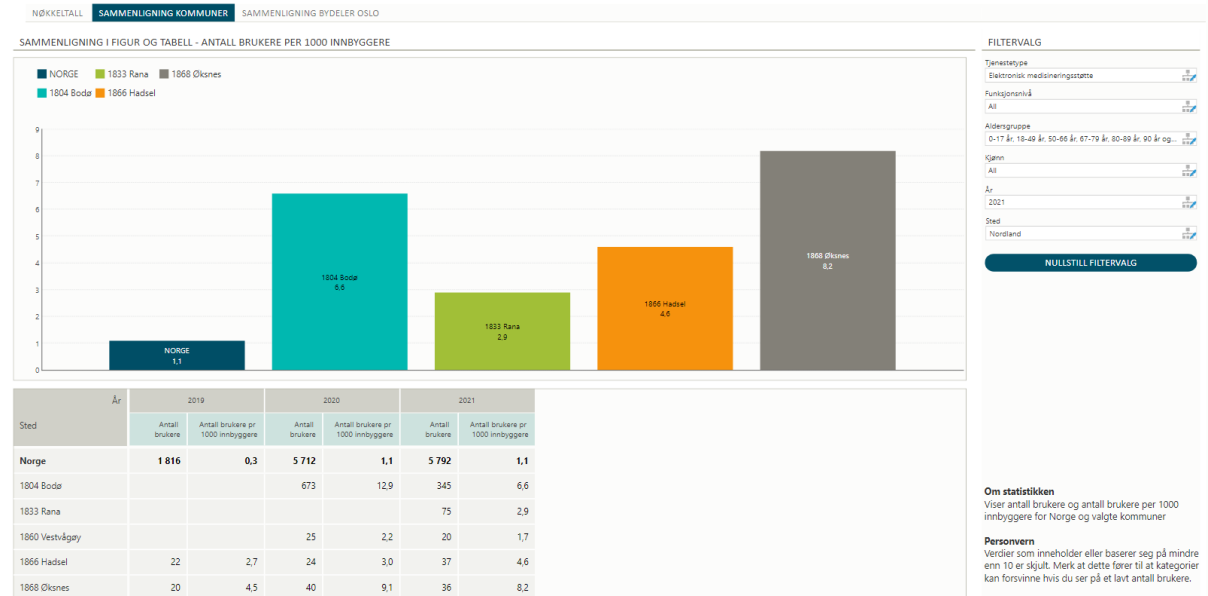 NØKKELTALL SAMMENLIGNING KOMMUNER SAMMENLIGNING BYDELER OSLO
SAMMENLIGNING I FIGUR OG TABELL - ANTALL BRUKERE PER 1000 INNBYGGERE
NORGE 1833 Rana 1868 Øksnes
1804 Bodø 1866 Hadsel
9
8
7
6
5
4
3
2
1
0
NORGE
1,1
1804 Bodø
6,6
1833 Rana
2,9
1866 Hadsel
4,6
1868 Øksnes
8,2
År 2019 2020 2021
Sted Antall brukere Antall brukere pr 1000 innbyggere Antall brukere Antall brukere pr 1000 innbyggere Antall brukere Antall brukere pr 1000 innbyggere
Norge 1 816 0,3 5 712 1,1 5 792 1,1
1804 Bodø 673 12,9 345 6,6
1833 Rana 75 2,9
1860 Vestvågøy 25 2,2 20 1,7
1866 Hadsel 22 2,7 24 3,0 37 4,6
1868 Øksnes 20 4,5 40 9,1 36 8,2
FILTERVALG
Tjenestetype
Elektronisk medisineringsstøtte
Funksjonsnivå
All
Aldersgruppe
0-17 år, 18-49 år, 50-66 år, 67-79 år, 80-89 år, 90 år og...
Kjønn
All
År
2021
Sted
Nordland
NULLSTILL FILTERVALG
Om statistikken
Viser antall brukere og antall brukere per 1000
innbyggere for Norge og valgte kommuner
Personvern
Verdier som inneholder eller baserer seg på mindre
enn 10 er skjult. Merk at dette fører til at kategorier
kan forsvinne hvis du ser på et lavt antall brukere.